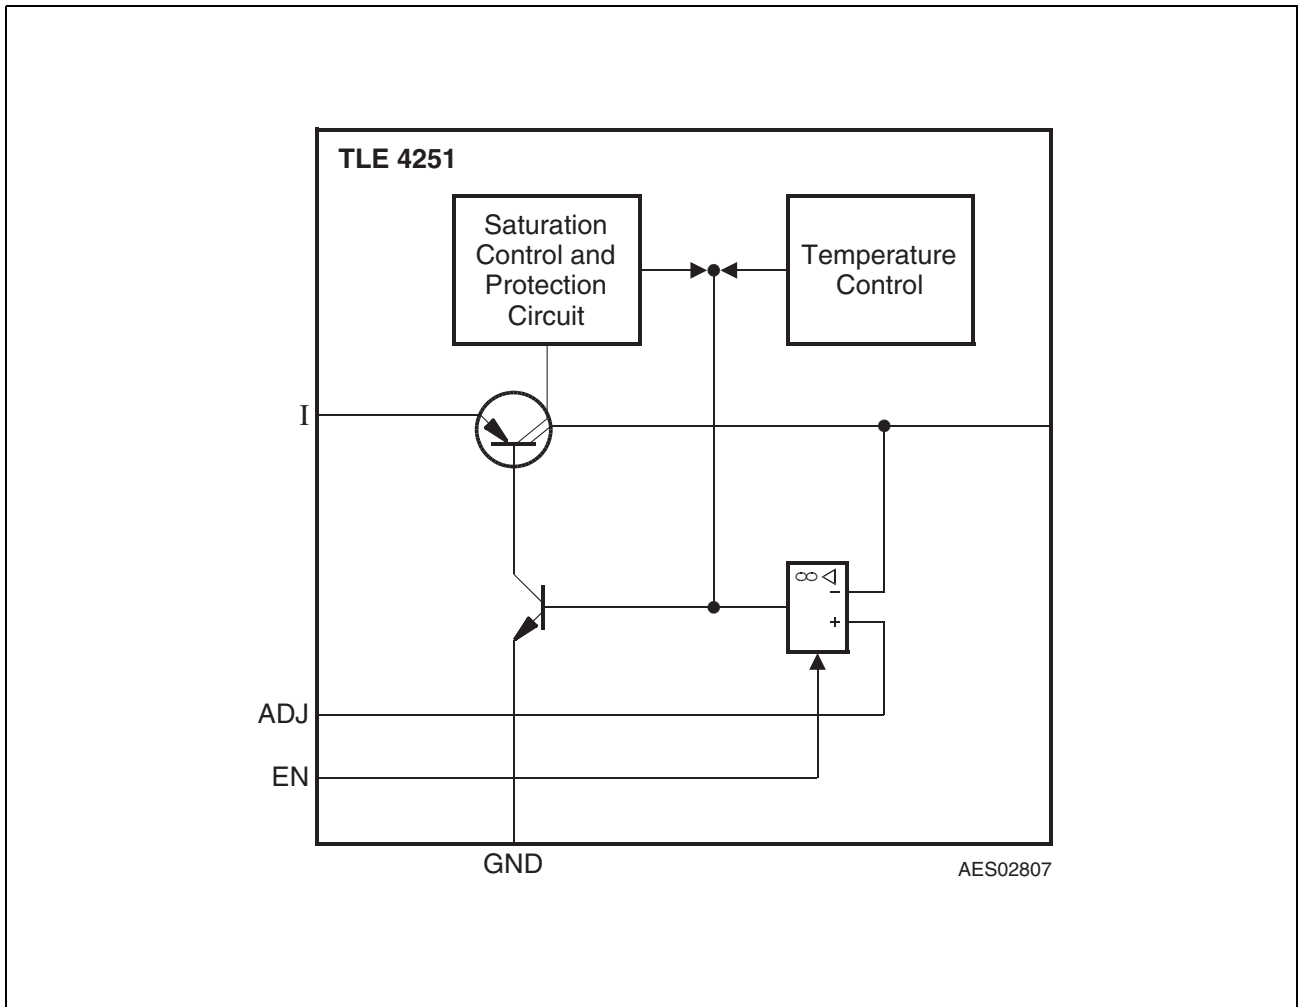 TLE 4251
Saturation
Control and
Protection
Circuit
Temperature
Control
I
∞ ◁
−
+
ADJ
EN
GND
AES02807